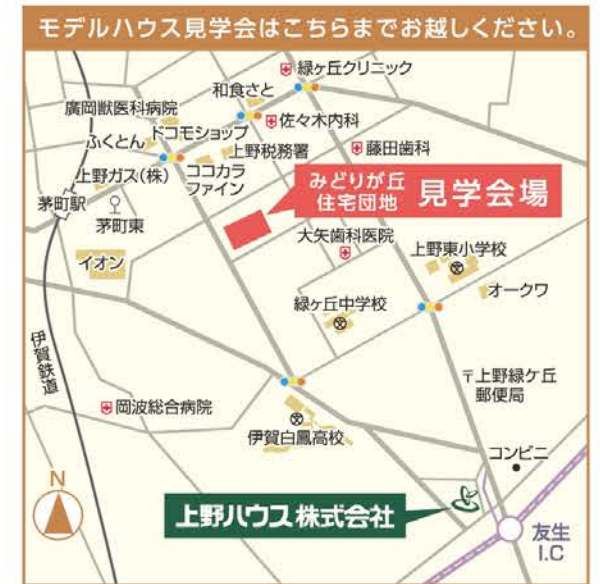 モデルハウス見学会はこちらまでお越しください。
緑ヶ丘クリニック
和食さと
廣岡獣医科病院
ドコモショップ
佐々木内科
ふくとん
上野税務署
藤田歯科
上野ガス(株)
ココカラ
ファイン
みどりが丘
住宅団地
見学会場
茅町駅
茅町東
大矢歯科医院
上野東小学校
イオン
オークワ
緑ヶ丘中学校
伊賀鉄道
〒上野緑ケ丘
郵便局
岡波総合病院
伊賀白鳳高校
コンビニ
N
上野ハウス株式会社
友生
I.C